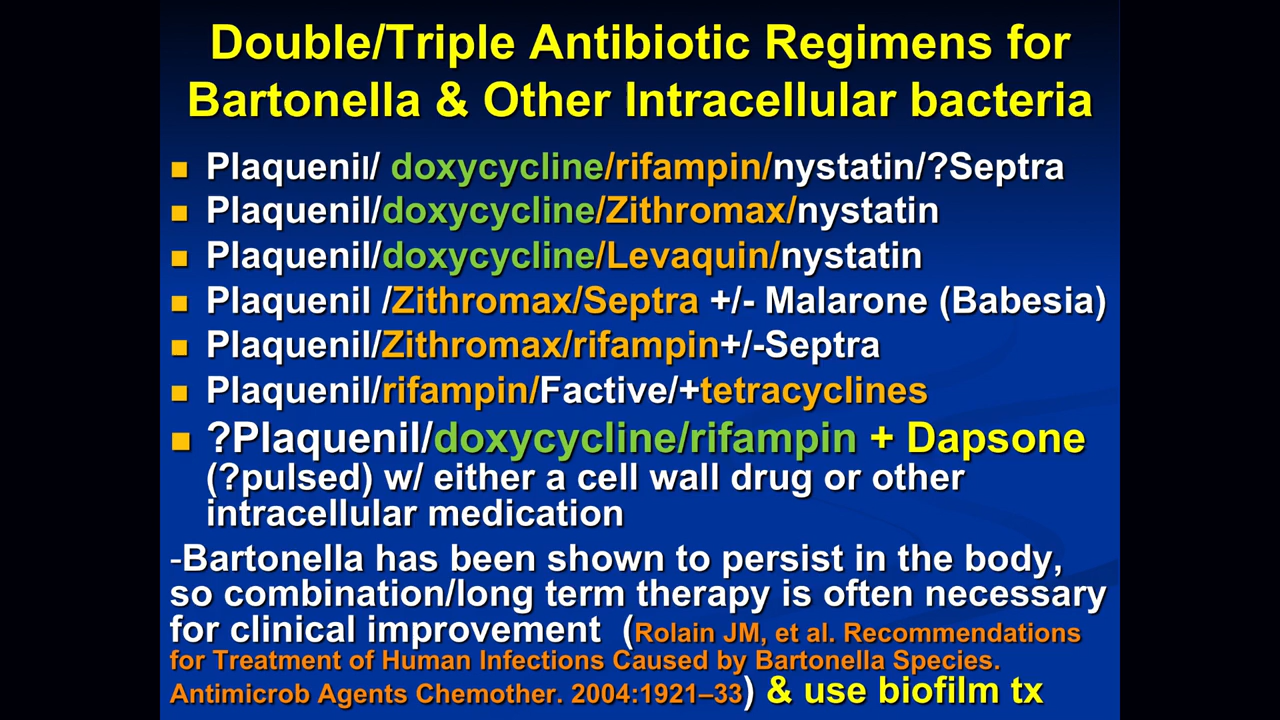 Double/Triple Antibiotic Regimens for
Bartonella & Other Intracellular bacteria
Plaquenil/ doxycycline/rifampin/nystatin/?Septra
Plaquenil/doxycycline/Zithromax/nystatin
Plaquenil/doxycycline/Levaquin/nystatin
Plaquenil /Zithromax/Septra +/- Malarone (Babesia)
Plaquenil/Zithromax/rifampin+/-Septra
Plaquenil/rifampin/Factive/+tetracyclines
?Plaquenil/doxycycline/rifampin + Dapsone
(?pulsed) w/ either a cell wall drug or other
intracellular medication
-Bartonella has been shown to persist in the body,
so combination/long term therapy is often necessary
for clinical improvement (Rolain JM, et al. Recommendations
for Treatment of Human Infections Caused by Bartonella Species.
Antimicrob Agents Chemother. 2004:1921–33) & use biofilm tx